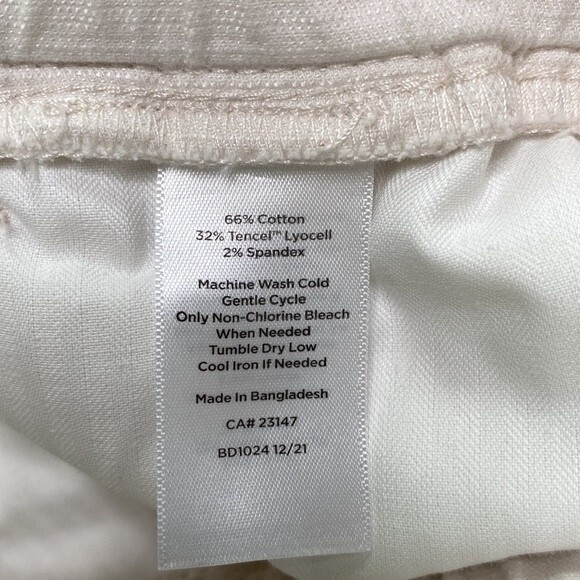 66% Cotton
32% Tencel™ Lyocell
2% Spandex
Machine Wash Cold
Gentle Cycle
Only Non-Chlorine Bleach
When Needed
Tumble Dry Low
Cool Iron If Needed
Made In Bangladesh
CA# 23147
BD1024 12/21